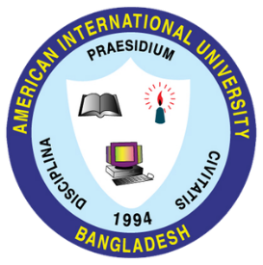 AMERICAN INTERNATIONAL UNIVERSITY
PRAESIDIUM
DISCIPLINA
CIVITATIS
1994
BANGLADESH